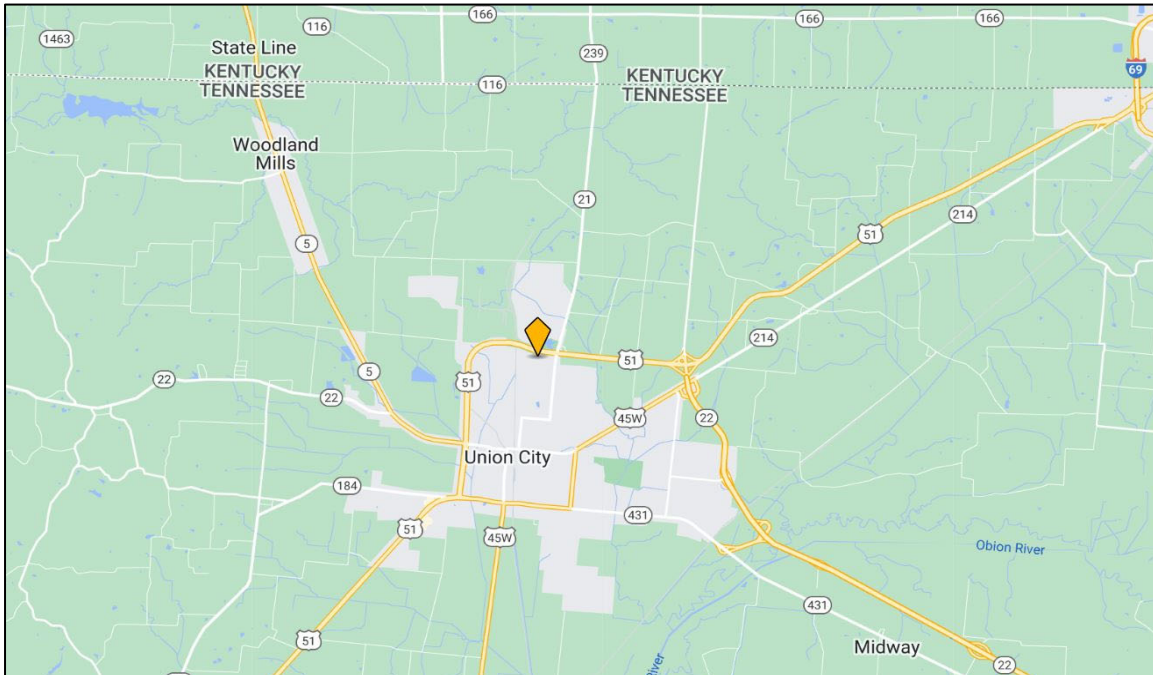 166
166
116
1463
239
State Line
KENTUCKY
TENNESSEE
KENTUCKY
TENNESSEE
69
116
Woodland
Mills
21
214
51
5
214
51
5
51
22
22
45W
22
Union City
184
431
51
45W
Obion River
431
51
Midway
22
River